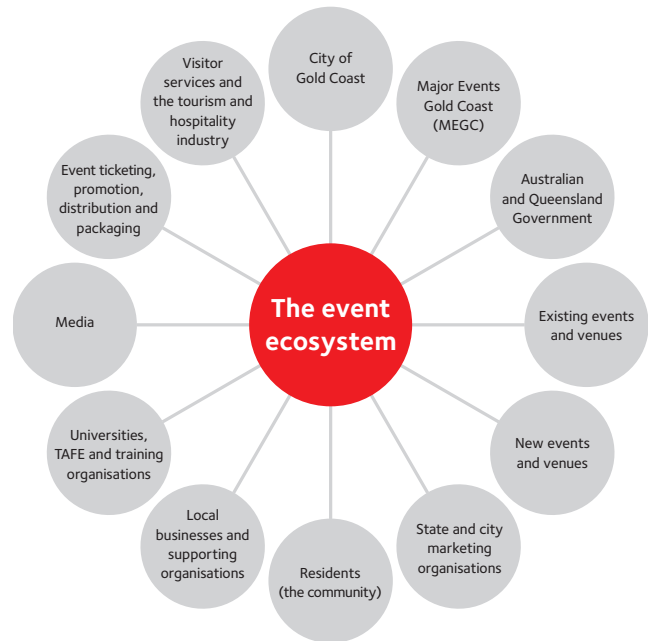 City of
Gold Coast
Major Events
Gold Coast
(MEGC)
Australian
and Queensland
Government
Existing events
and venues
New events
and venues
State and city
marketing
organisations
Residents
(the community)
Local
businesses and
supporting
organisations
Universities,
TAFE and training
organisations
Media
Event ticketing,
promotion,
distribution and
packaging
Visitor
services and
the tourism and
hospitality
industry
The event
ecosystem